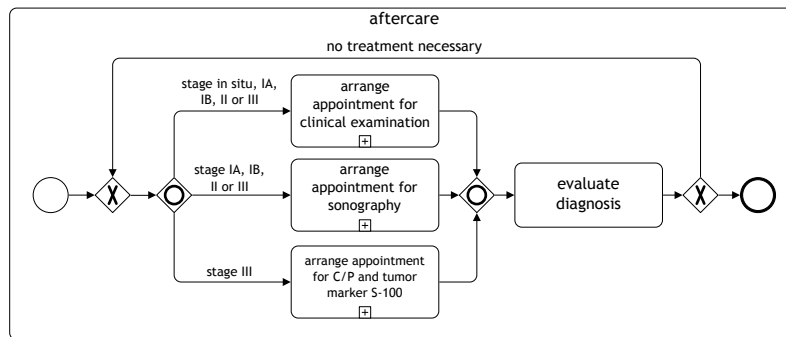 aftercare
no treatment necessary
stage in situ, IA,
IB, II or III
arrange
appointment for
clinical examination
stage IA, IB,
II or III
arrange
appointment for
sonography
evaluate
diagnosis
stage III
arrange appointment
for C/P and tumor
marker S-100